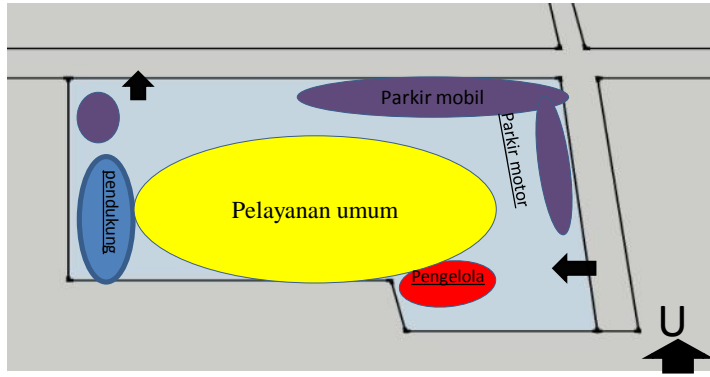 Parkir mobil
Parkir motor
pendukung
Pelayanan umum
Pengelola
U